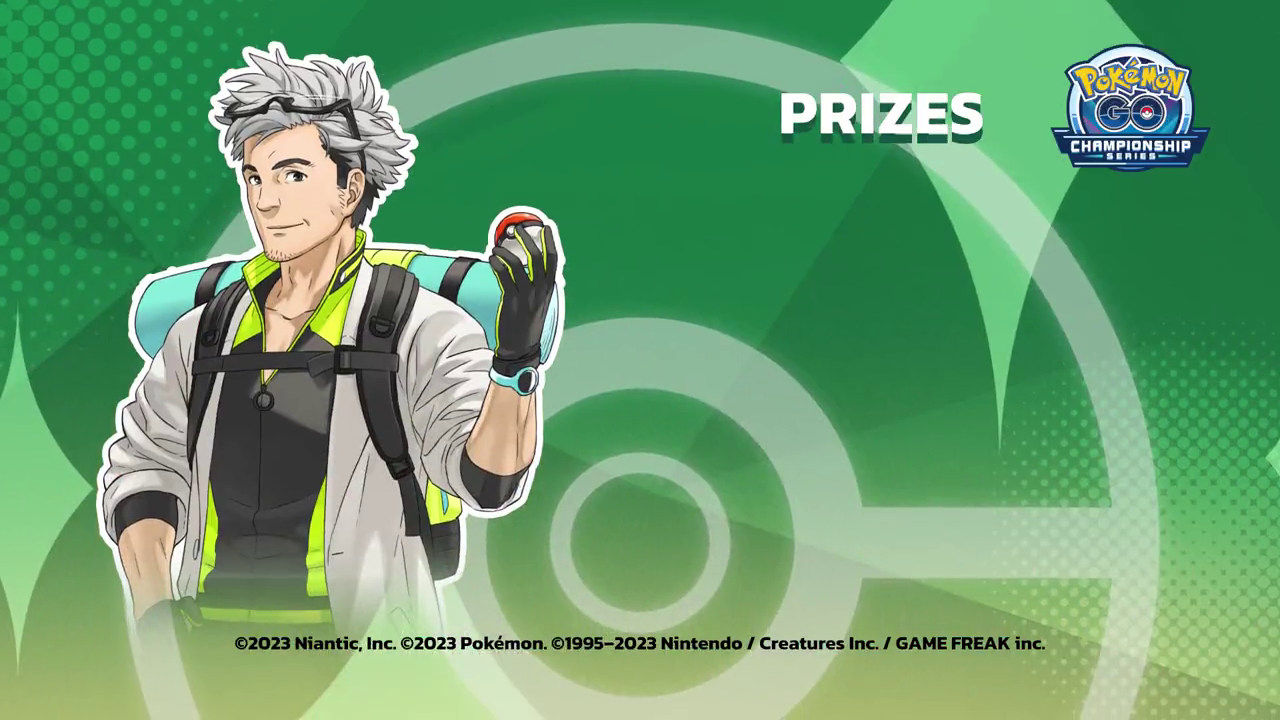 PRIZES
POKéMON
GO
CHAMPIONSHIP
SERIES
©2023 Niantic, Inc. ©2023 Pokémon. ©1995–2023 Nintendo / Creatures Inc. / GAME FREAK inc.